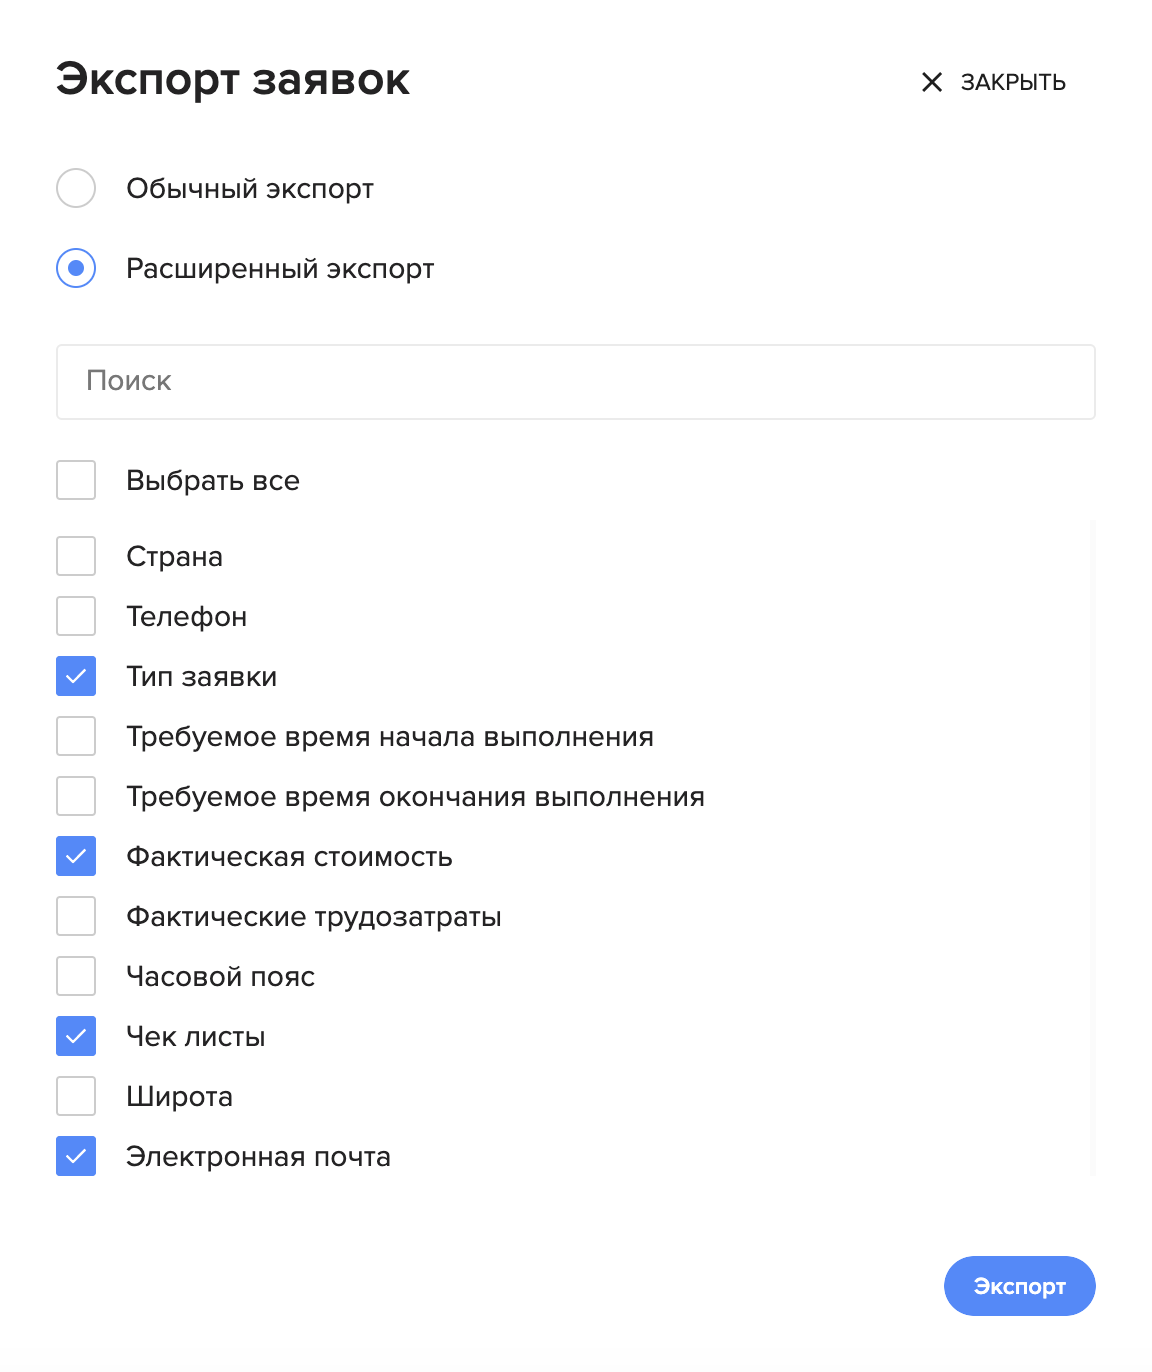 Экспорт заявок
ЗАКРЫТЬ
Обычный экспорт
Расширенный экспорт
Поиск
Выбрать все
Страна
Телефон
Тип заявки
Требуемое время начала выполнения
Требуемое время окончания выполнения
Фактическая стоимость
Фактические трудозатраты
Часовой пояс
Чек листы
Широта
Электронная почта
Экспорт